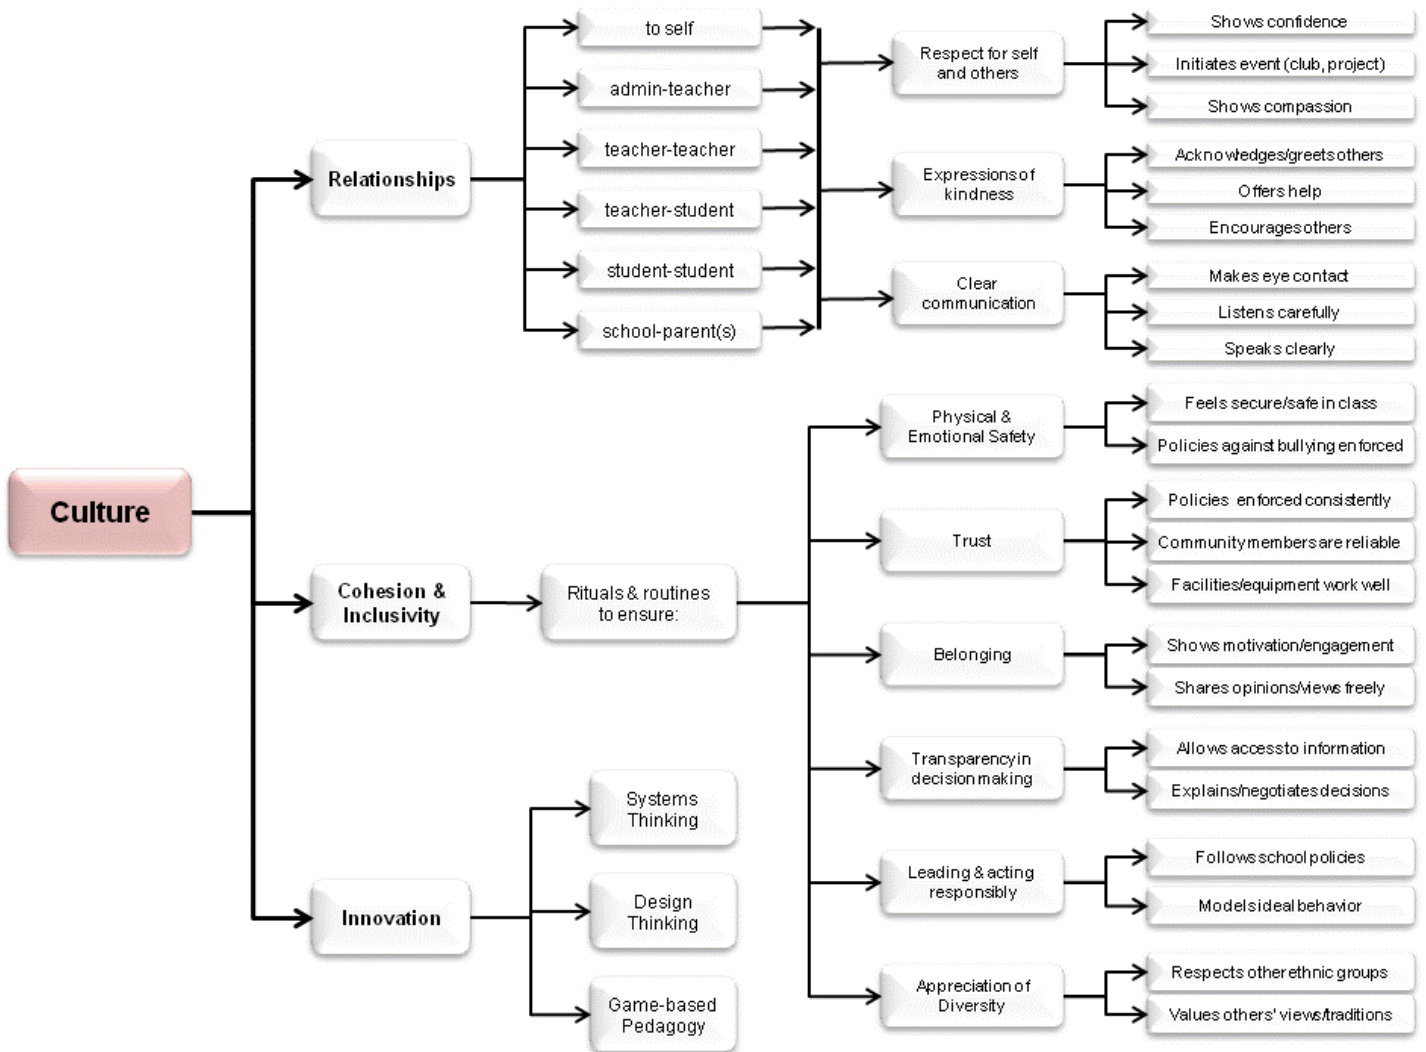 Culture
Relationships
to self
admin-teacher
teacher-teacher
teacher-student
student-student
school-parent(s)
Respect for self
and others
Shows confidence
Initiates event (club, project)
Shows compassion
Expressions of
kindness
Acknowledges/greets others
Offers help
Encourages others
Clear
communication
Makes eye contact
Listens carefully
Speaks clearly
Cohesion &
Inclusivity
Rituals & routines
to ensure:
Physical &
Emotional Safety
Feels secure/safe in class
Policies against bullying enforced
Trust
Policies enforced consistently
Community members are reliable
Facilities/equipment work well
Belonging
Shows motivation/engagement
Shares opinions/views freely
Transparency in
decision making
Allows access to information
Explains/negotiates decisions
Leading & acting
responsibly
Follows school policies
Models ideal behavior
Appreciation of
Diversity
Respects other ethnic groups
Values others' views/traditions
Innovation
Systems
Thinking
Design
Thinking
Game-based
Pedagogy